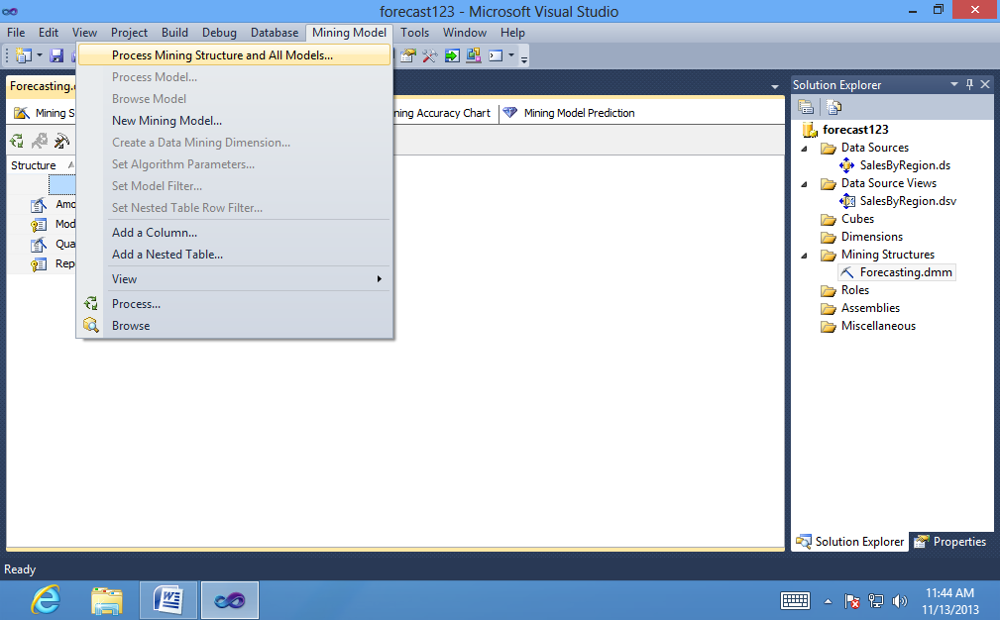 forecast123 - Microsoft Visual Studio
File Edit View Project Build Debug Database Mining Model Tools Window Help
Process Mining Structure and All Models...
Process Model...
Browse Model
New Mining Model...
Create a Data Mining Dimension...
Set Algorithm Parameters...
Set Model Filter...
Set Nested Table Row Filter...
Add a Column...
Add a Nested Table...
View
Process...
Browse
Forecasting.
Mining S
ning Accuracy Chart
Mining Model Prediction
Structure
Amo
Mod
Qua
Rep
Solution Explorer
forecast123
Data Sources
SalesByRegion.ds
Data Source Views
SalesByRegion.dsv
Cubes
Dimensions
Mining Structures
Forecasting.dmm
Roles
Assemblies
Miscellaneous
Solution Explorer Properties
Ready
11:44 AM
11/13/2013